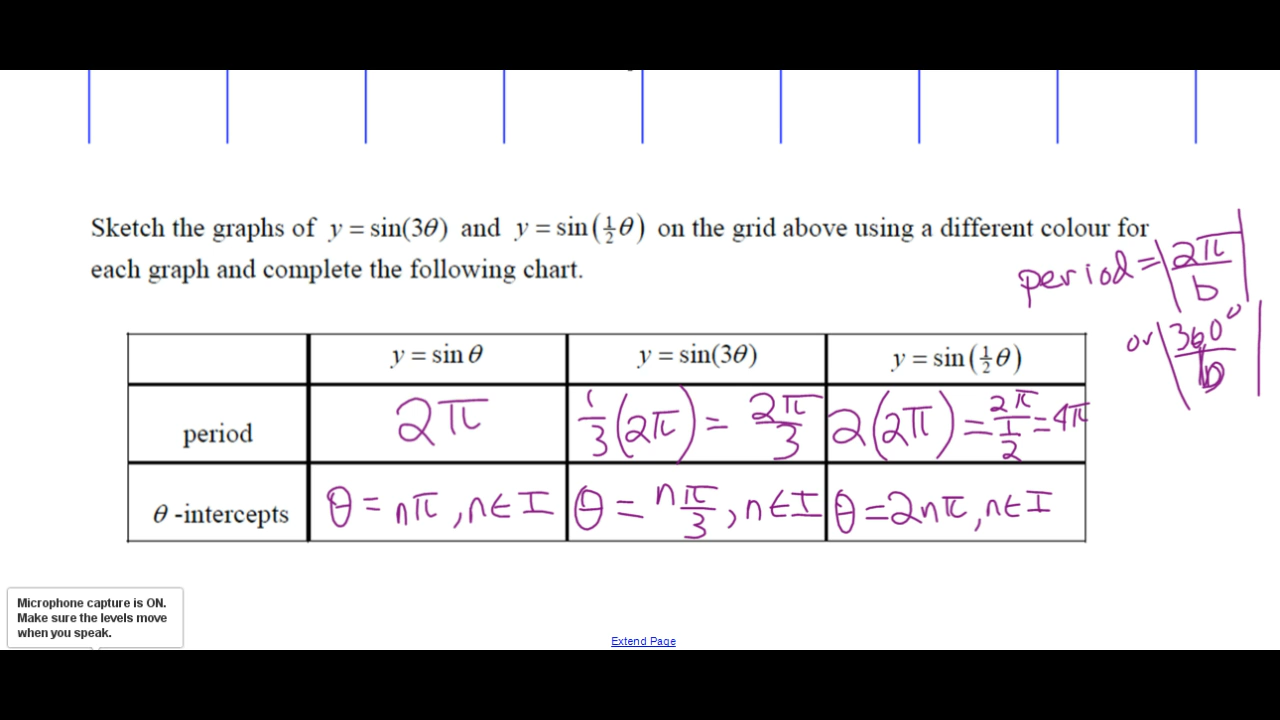 Sketch the graphs of y = sin(3θ) and y = sin(½θ) on the grid above using a different colour for
each graph and complete the following chart.
period = |2π/b|
or |360°/b|
y = sin θ
y = sin(3θ)
y = sin(½θ)
period
2π
1/3(2π) = 2π/3
2(2π) = 2π/(1/2) = 4π
θ -intercepts
θ = nπ, n∈I
θ = nπ/3, n∈I
θ = 2nπ, n∈I
Microphone capture is ON.
Make sure the levels move
when you speak.
Extend Page